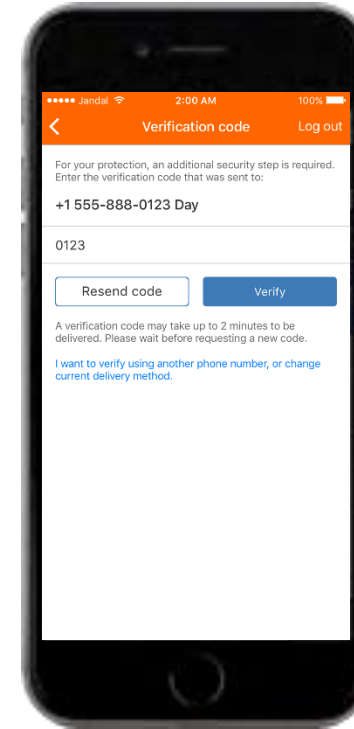 Jandal 2:00 AM 100%
Verification code Log out
For your protection, an additional security step is required.
Enter the verification code that was sent to:
+1 555-888-0123 Day
0123
Resend code Verify
A verification code may take up to 2 minutes to be
delivered. Please wait before requesting a new code.
I want to verify using another phone number, or change
current delivery method.